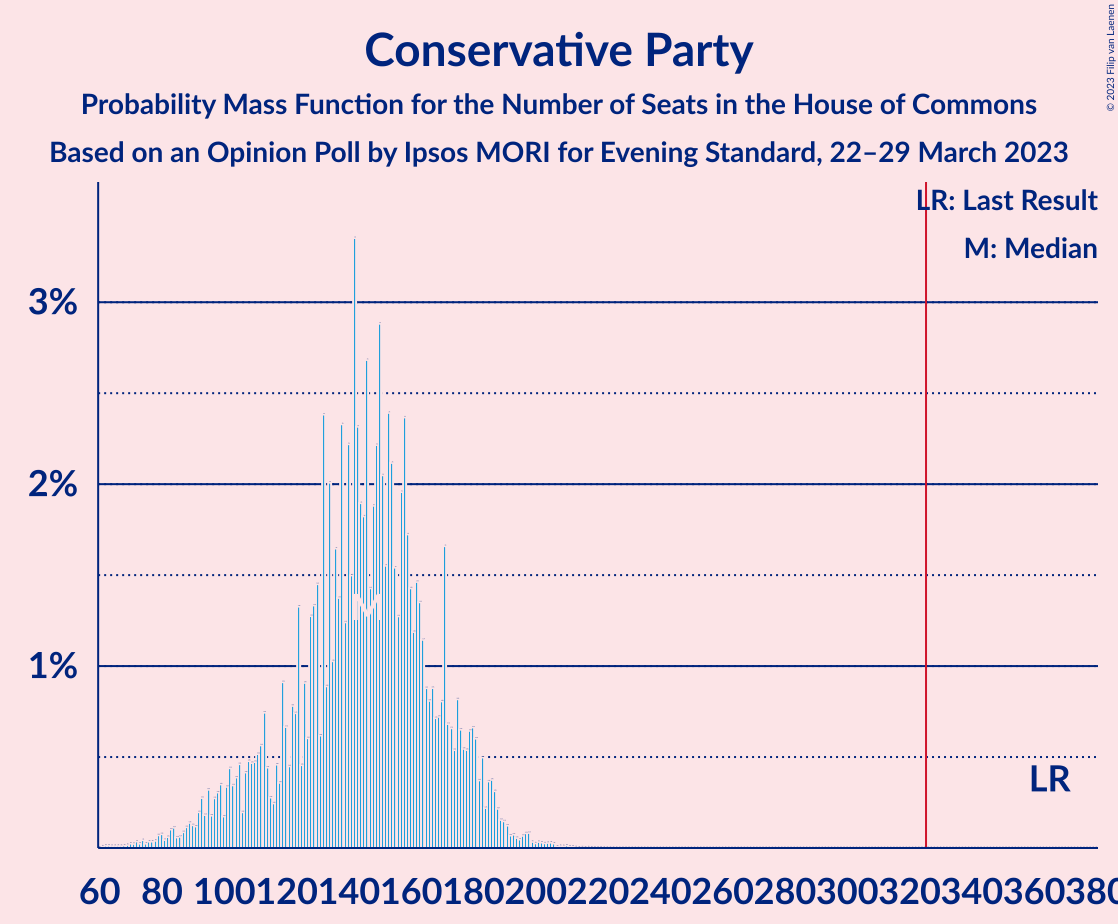 Conservative Party
Probability Mass Function for the Number of Seats in the House of Commons
Based on an Opinion Poll by Ipsos MORI for Evening Standard, 22–29 March 2023
© 2023 Filip van Laenen
LR: Last Result
M: Median
3%
2%
1%
M
LR
60 80 100 120 140 160 180 200 220 240 260 280 300 320 340 360 380